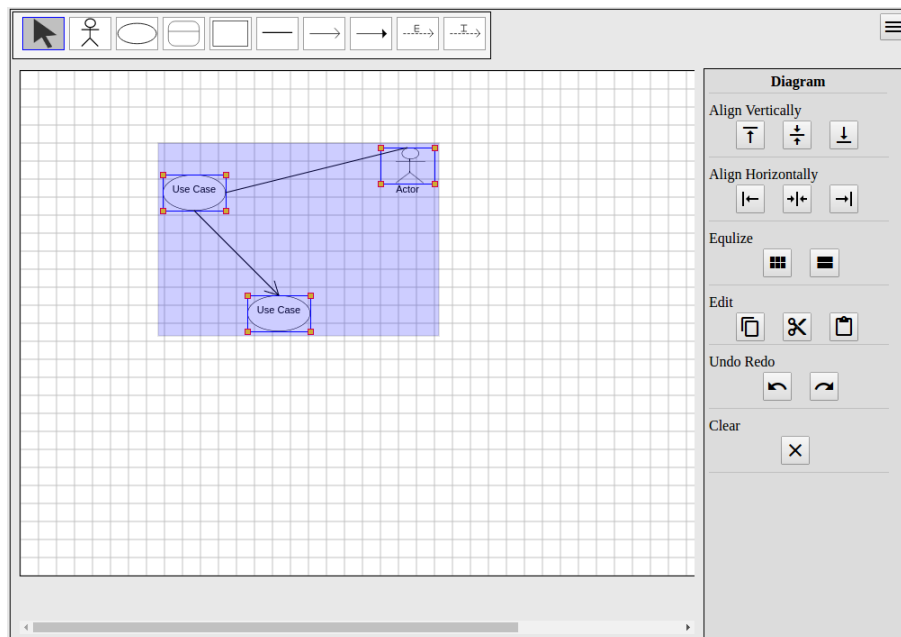 E
I
Diagram
Align Vertically
Align Horizontally
Equlize
Edit
Undo Redo
Clear
Use Case
Actor
Use Case